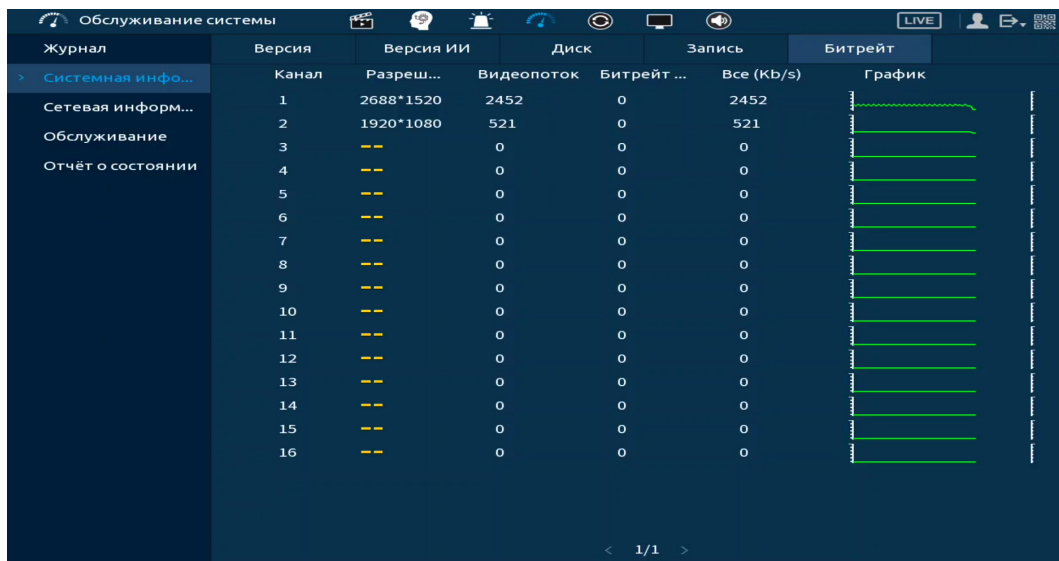 Обслуживание системы LIVE
Журнал Версия Версия ИИ Диск Запись Битрейт
> Системная инфо... Канал Разреш... Видеопоток Битрейт ... Все (Kb/s) График
Сетевая информ... 1 2688*1520 2452 0 2452
Обслуживание 2 1920*1080 521 0 521
Отчёт о состоянии 3 -- 0 0 0
4 -- 0 0 0
5 -- 0 0 0
6 -- 0 0 0
7 -- 0 0 0
8 -- 0 0 0
9 -- 0 0 0
10 -- 0 0 0
11 -- 0 0 0
12 -- 0 0 0
13 -- 0 0 0
14 -- 0 0 0
15 -- 0 0 0
16 -- 0 0 0
< 1/1 >